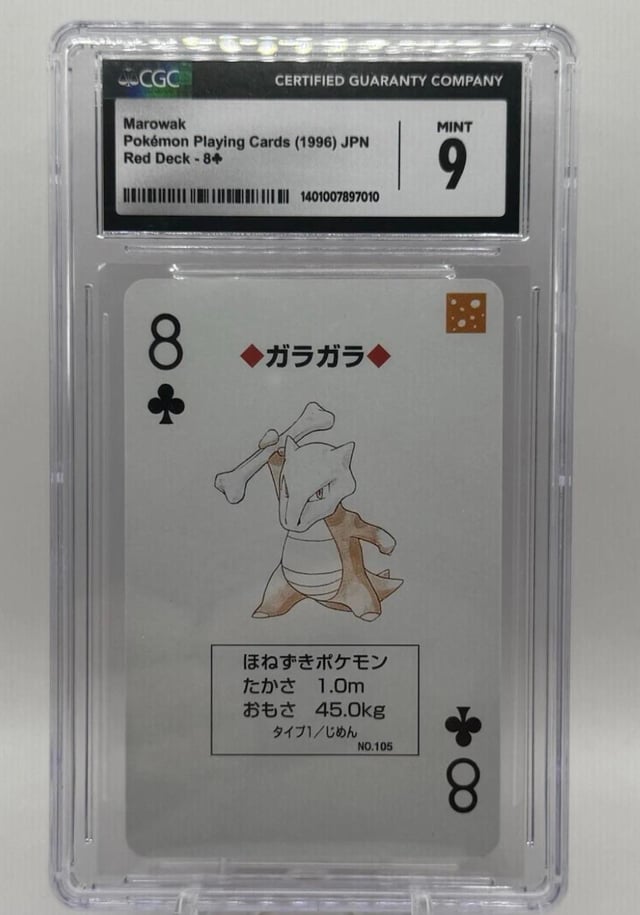 CGC
CERTIFIED GUARANTY COMPANY
Marowak
Pokémon Playing Cards (1996) JPN
Red Deck - 8♣
MINT
9
1401007897010
8
♣
◆ガラガラ◆
ほねずきポケモン
たかさ 1.0m
おもさ 45.0kg
タイプ1/じめん
NO.105
♣
8